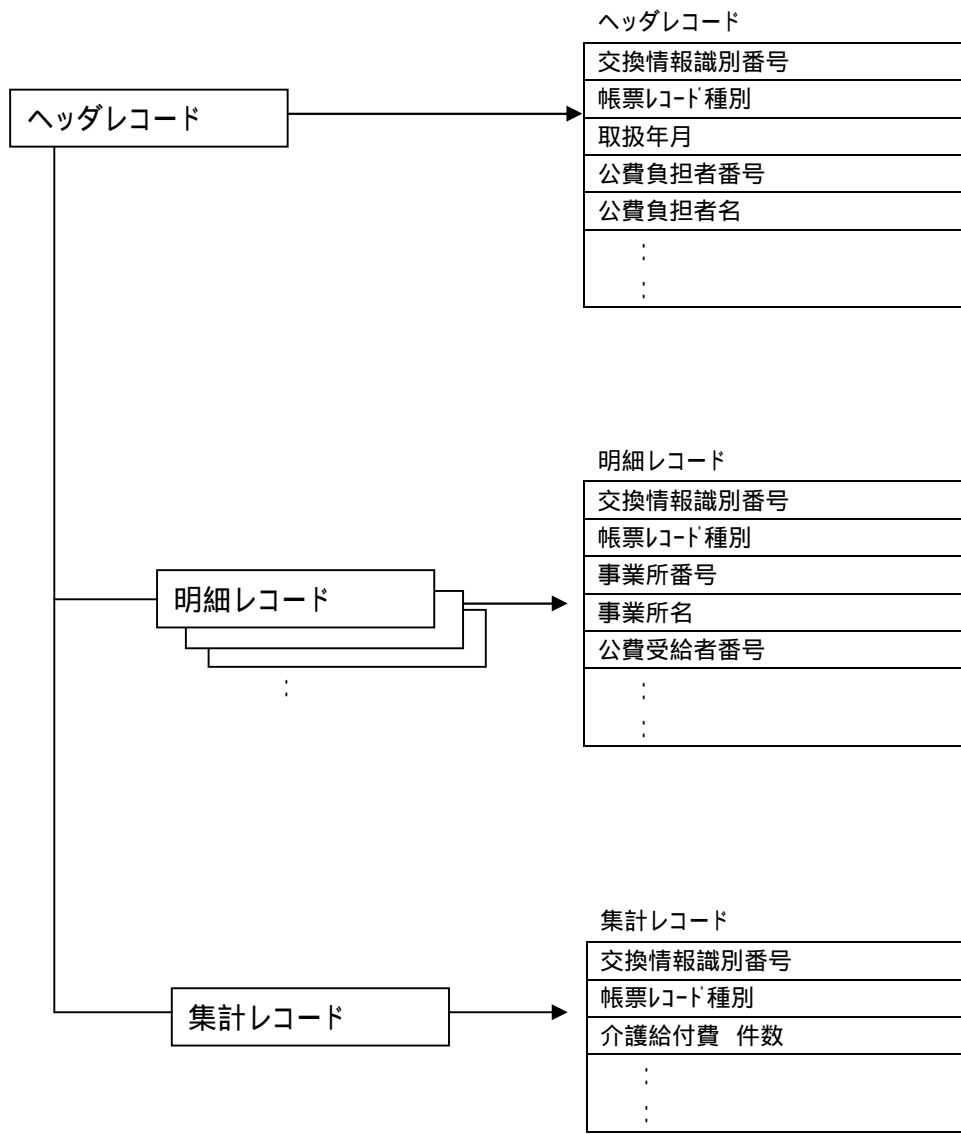 ヘッダレコード
交換情報識別番号
帳票ﾚｺｰﾄﾞ種別
取扱年月
公費負担者番号
公費負担者名
:
:
ヘッダレコード
明細レコード
交換情報識別番号
帳票ﾚｺｰﾄﾞ種別
事業所番号
事業所名
公費受給者番号
:
:
明細レコード
:
集計レコード
交換情報識別番号
帳票ﾚｺｰﾄﾞ種別
介護給付費 件数
:
:
集計レコード